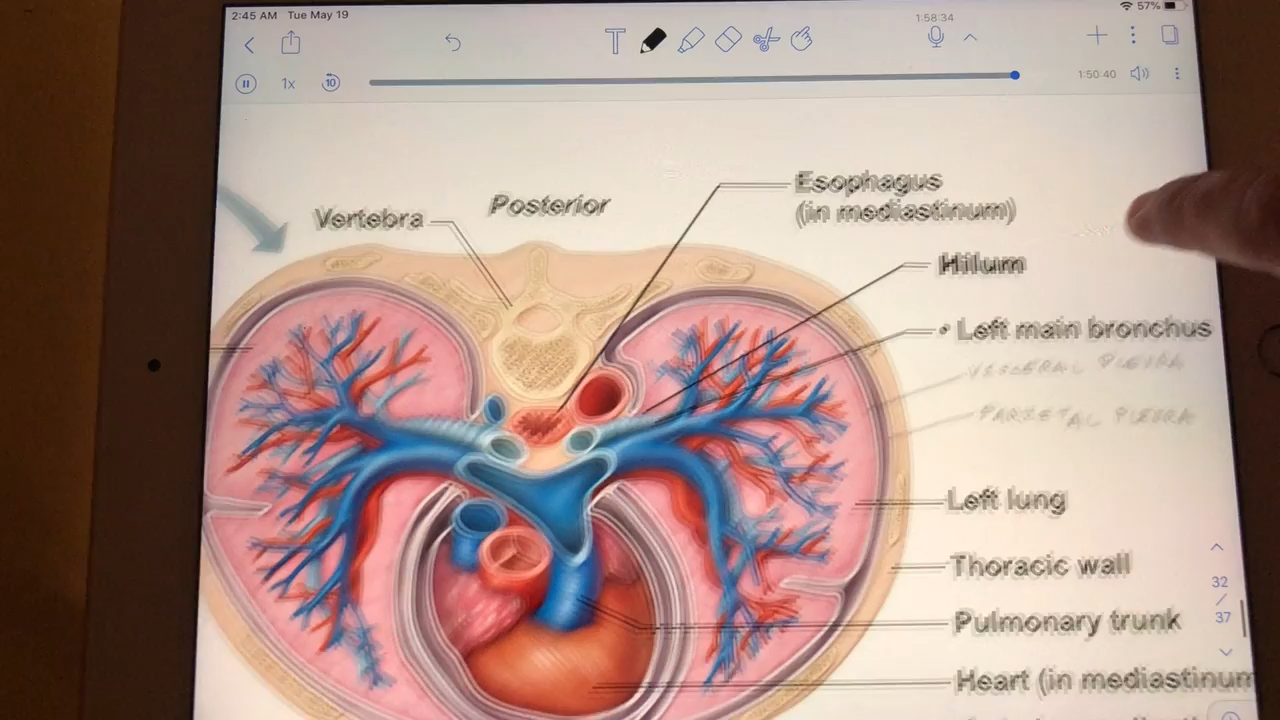 2:45 AM Tue May 19
57%
1:58:34
T
1x
10
1:50:40
Esophagus
(in mediastinum)
Posterior
Vertebra
Hilum
• Left main bronchus
VISCERAL PLEURA
PARIETAL PLEURA
Left lung
Thoracic wall
32
/
37
Pulmonary trunk
Heart (in mediastinum